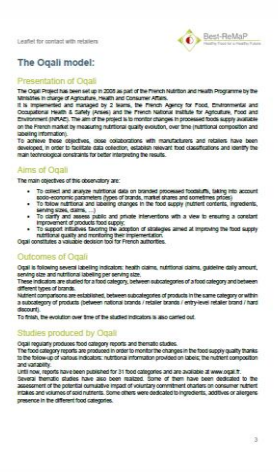 Leaflet for contact with retailers
Best-ReMaP
Healthy Food for a Healthy Future
The Oqali model:
Presentation of Oqali
The Oqali Project has been set up in 2008 as part of the French Nutrition and Health Programme by the
Ministries in charge of Agriculture, Health and Consumer Affairs.
It is implemented and managed by 2 teams, the French Agency for Food, Environmental and
Occupational Health & Safety (Anses) and the French National Institute for Agriculture, Food and
Environment (INRAE). The aim of the project is to monitor changes in processed foods supply available
on the French market by measuring nutritional quality evolution, over time (nutritional composition and
labelling information).
To achieve these objectives, close collaborations with manufacturers and retailers have been
developed, in order to facilitate data collection, establish relevant food classifications and identify the
main technological constraints for better interpreting the results.
Aims of Oqali
The main objectives of this observatory are:
• To collect and analyze nutritional data on branded processed foodstuffs, taking into account
socio-economic parameters (types of brands, market shares and sometimes prices)
• To follow nutritional and labelling changes in the food supply (nutrient contents, ingredients,
serving sizes, claims, …)
• To clarify and assess public and private interventions with a view to ensuring a constant
improvement of products food supply;
• To support initiatives favoring the adoption of strategies aimed at improving the food supply
nutritional quality and monitoring their implementation.
Oqali constitutes a valuable decision tool for French authorities.
Outcomes of Oqali
Oqali is following several labelling indicators: health claims, nutritional claims, guideline daily amount,
serving size and nutritional labelling per serving size.
These indicators are studied for a food category, between subcategories of a food category and between
different types of brands.
Nutrient comparisons are established, between subcategories of products in the same category or within
a subcategory of products (between national brands / retailer brands / entry-level retailer brand / hard
discount).
To finish, the evolution over time of the studied indicators is also carried out.
Studies produced by Oqali
Oqali regularly produces food category reports and thematic studies.
The food category reports are produced in order to monitor the changes in the food supply quality thanks
to the follow-up of various indicators: nutritional information provided on labels; the nutrient composition
and variability.
Until now, reports have been published for 31 food categories and are available at www.oqali.fr.
Several thematic studies have also been realized. Some of them have been dedicated to the
assessment of the potential cumulative impact of voluntary commitment charters on consumer nutrient
intakes and volumes of sold nutrients. Some others were dedicated to ingredients, additives or allergens
presence in the different food categories.
3